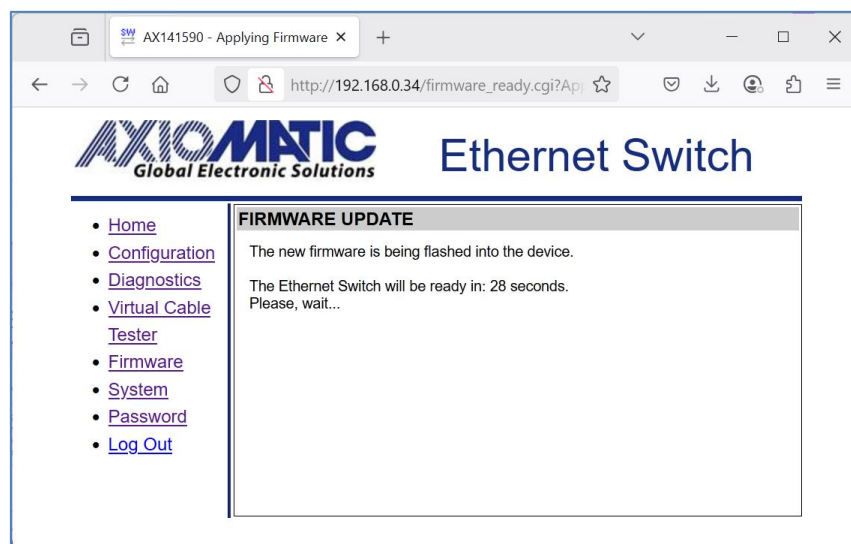 AX141590 - Applying Firmware
http://192.168.0.34/firmware_ready.cgi?Ap
AXIOMATIC
Global Electronic Solutions
Ethernet Switch
Home
Configuration
Diagnostics
Virtual Cable
Tester
Firmware
System
Password
Log Out
FIRMWARE UPDATE
The new firmware is being flashed into the device.
The Ethernet Switch will be ready in: 28 seconds.
Please, wait...